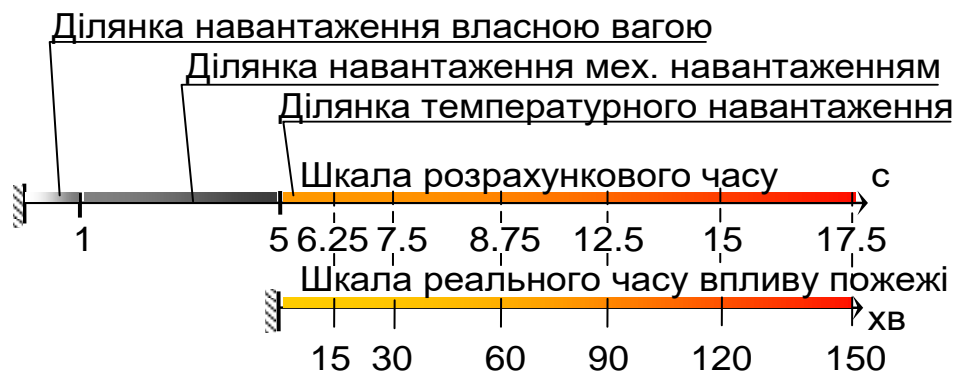 Ділянка навантаження власною вагою
Ділянка навантаження мех. навантаженням
Ділянка температурного навантаження
Шкала розрахункового часу с
1 5 6.25 7.5 8.75 12.5 15 17.5
Шкала реального часу впливу пожежі
хв
15 30 60 90 120 150